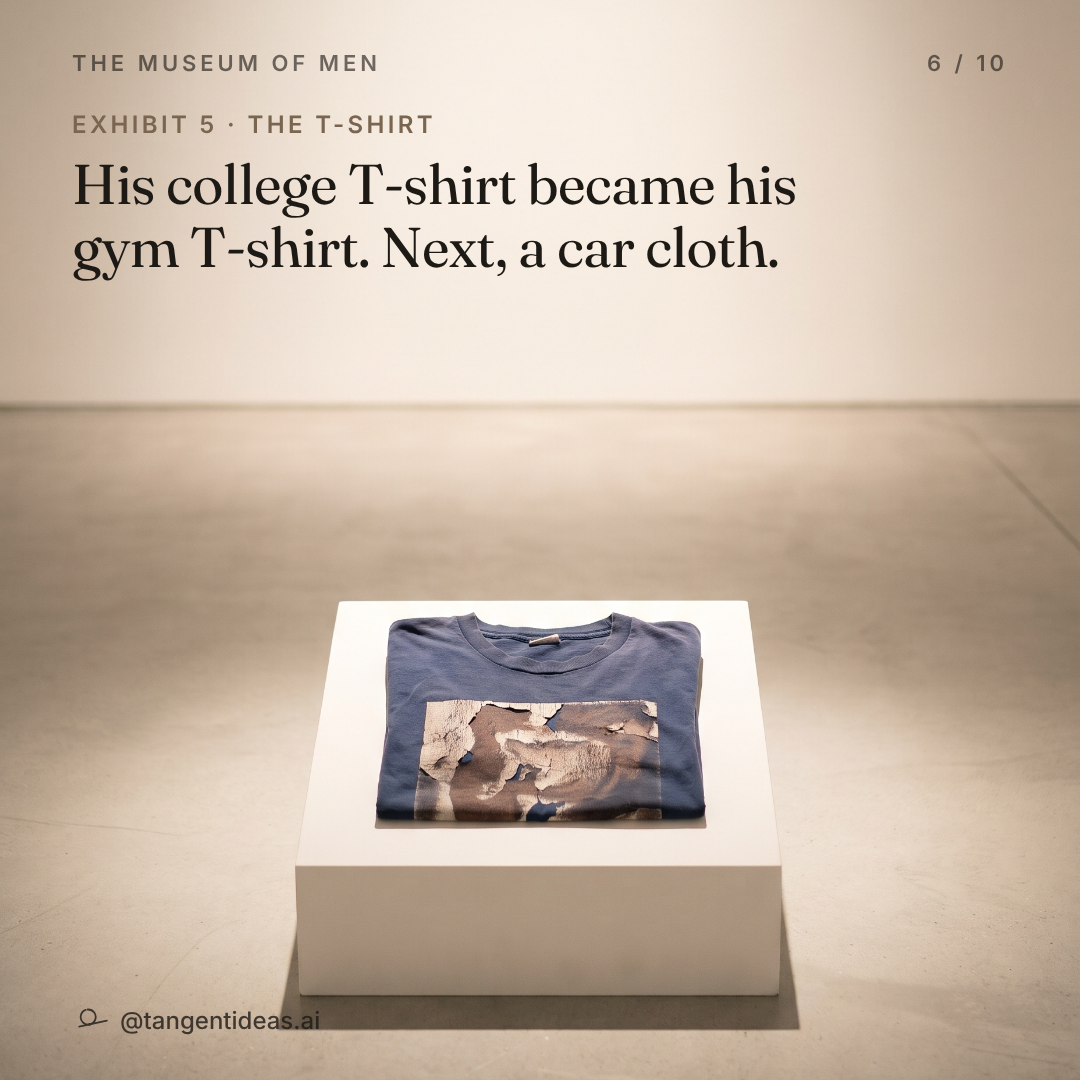 THE MUSEUM OF MEN
6 / 10
EXHIBIT 5 · THE T-SHIRT
His college T-shirt became his
gym T-shirt. Next, a car cloth.
@tangentideas.ai